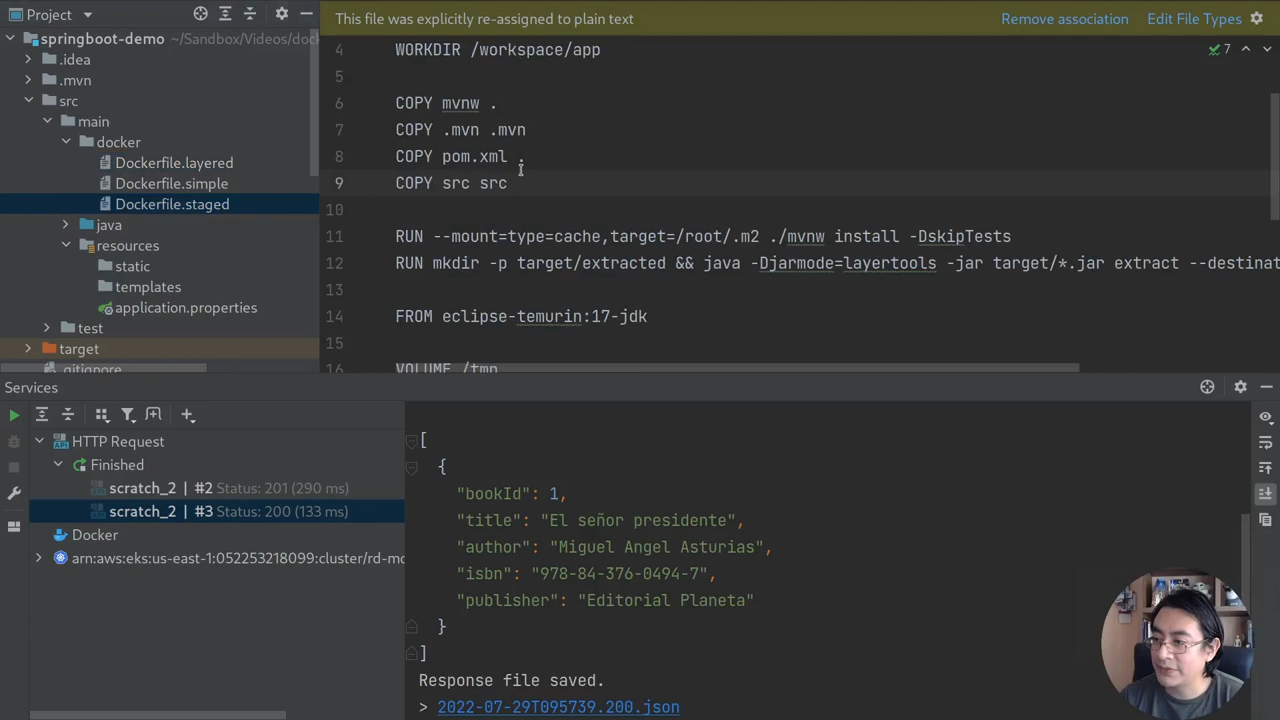 Project
This file was explicitly re-assigned to plain text
Remove association
Edit File Types
springboot-demo ~/Sandbox/Videos/doc
.idea
.mvn
src
main
docker
Dockerfile.layered
Dockerfile.simple
Dockerfile.staged
java
resources
static
templates
application.properties
test
target
.gitignore
4 WORKDIR /workspace/app
7
5
6 COPY mvnw .
7 COPY .mvn .mvn
8 COPY pom.xml .
9 COPY src src
10
11 RUN --mount=type=cache,target=/root/.m2 ./mvnw install -DskipTests
12 RUN mkdir -p target/extracted && java -Djarmode=layertools -jar target/*.jar extract --destinat
13
14 FROM eclipse-temurin:17-jdk
15
16 VOLUME /tmp
Services
HTTP Request
Finished
scratch_2 | #2 Status: 201 (290 ms)
scratch_2 | #3 Status: 200 (133 ms)
Docker
arn:aws:eks:us-east-1:052253218099:cluster/rd-mo
[
{
"bookId": 1,
"title": "El señor presidente",
"author": "Miguel Angel Asturias",
"isbn": "978-84-376-0494-7",
"publisher": "Editorial Planeta"
}
]
Response file saved.
> 2022-07-29T095739.200.json